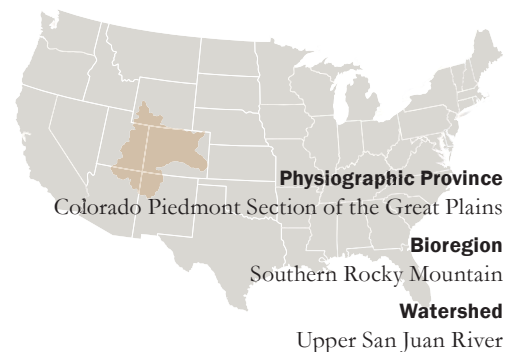 Physiographic Province
Colorado Piedmont Section of the Great Plains
Bioregion
Southern Rocky Mountain
Watershed
Upper San Juan River